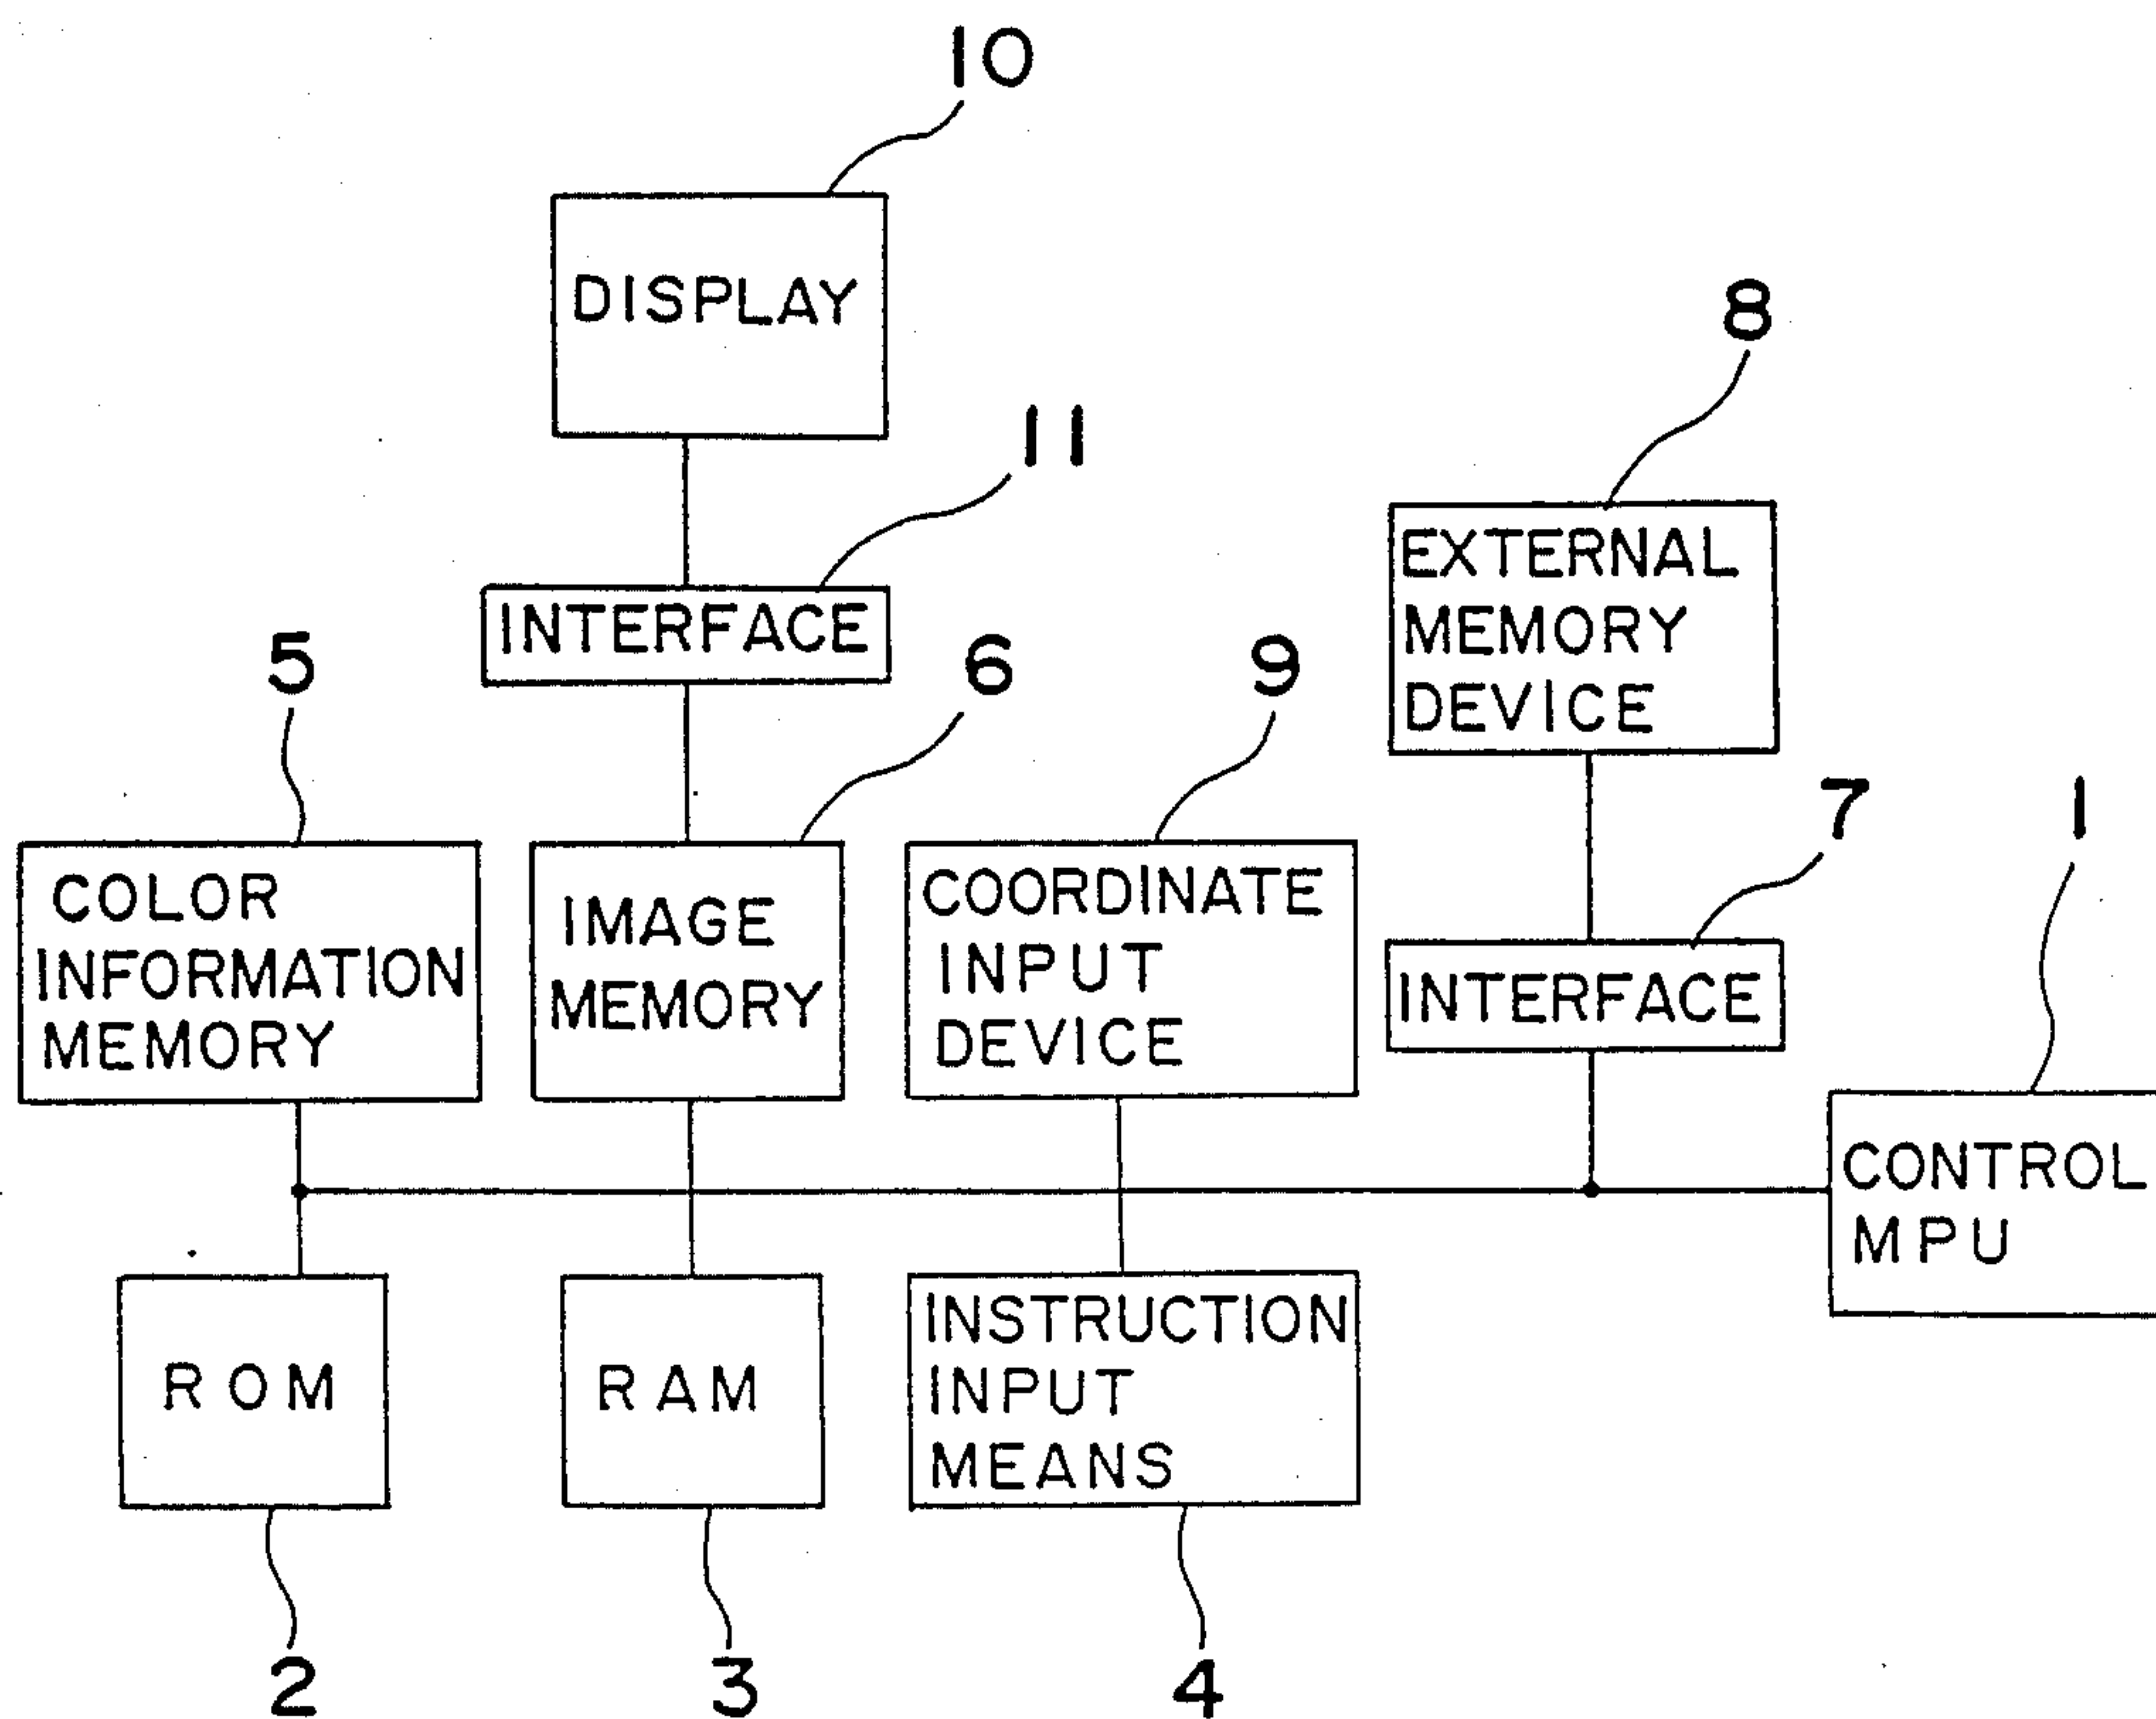 10
DISPLAY
8
11
EXTERNAL
MEMORY
DEVICE
INTERFACE
5
6
9
7
1
COLOR
INFORMATION
MEMORY
IMAGE
MEMORY
COORDINATE
INPUT
DEVICE
INTERFACE
CONTROL
MPU
ROM
RAM
INSTRUCTION
INPUT
MEANS
2
3
4